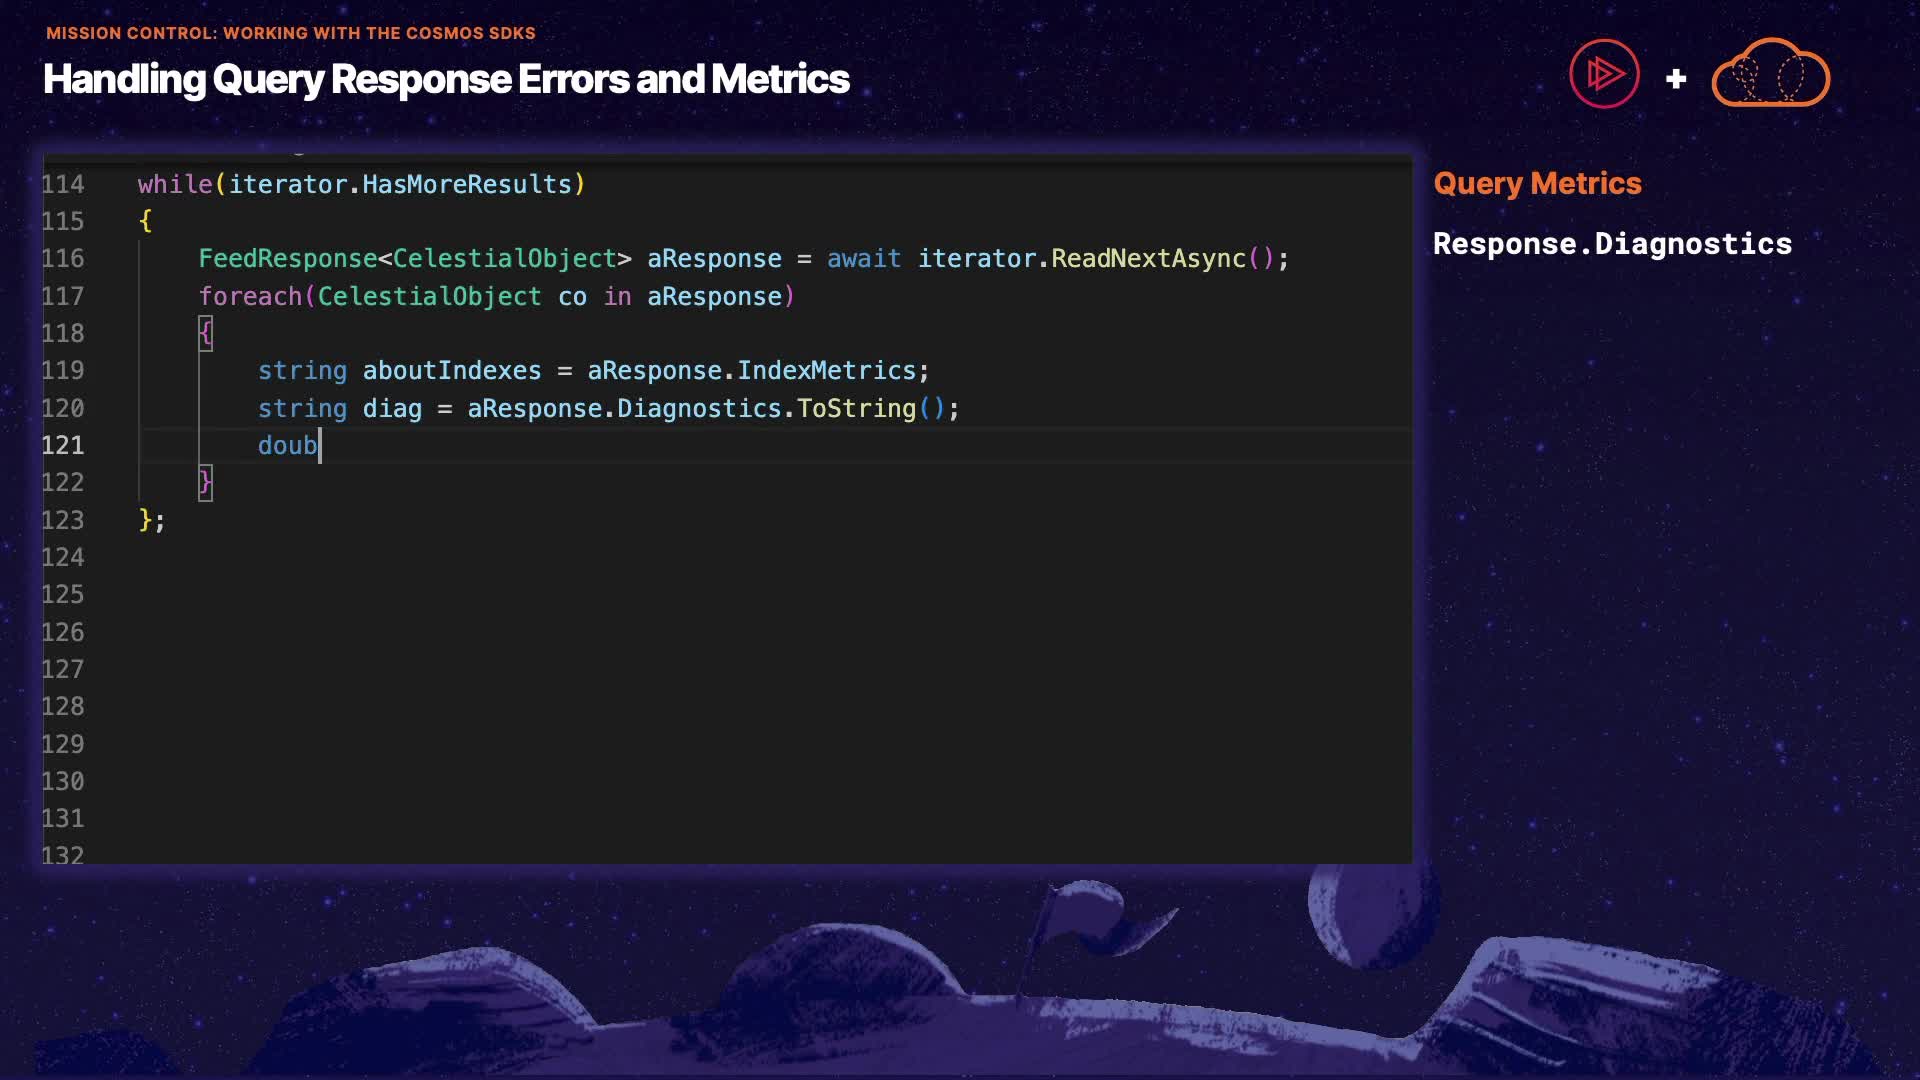 MISSION CONTROL: WORKING WITH THE COSMOS SDKS
Handling Query Response Errors and Metrics
+
114 while(iterator.HasMoreResults)
115 {
116 FeedResponse<CelestialObject> aResponse = await iterator.ReadNextAsync();
117 foreach(CelestialObject co in aResponse)
118 {
119 string aboutIndexes = aResponse.IndexMetrics;
120 string diag = aResponse.Diagnostics.ToString();
121 doub
122 }
123 };
124
125
126
127
128
129
130
131
132
Query Metrics
Response.Diagnostics